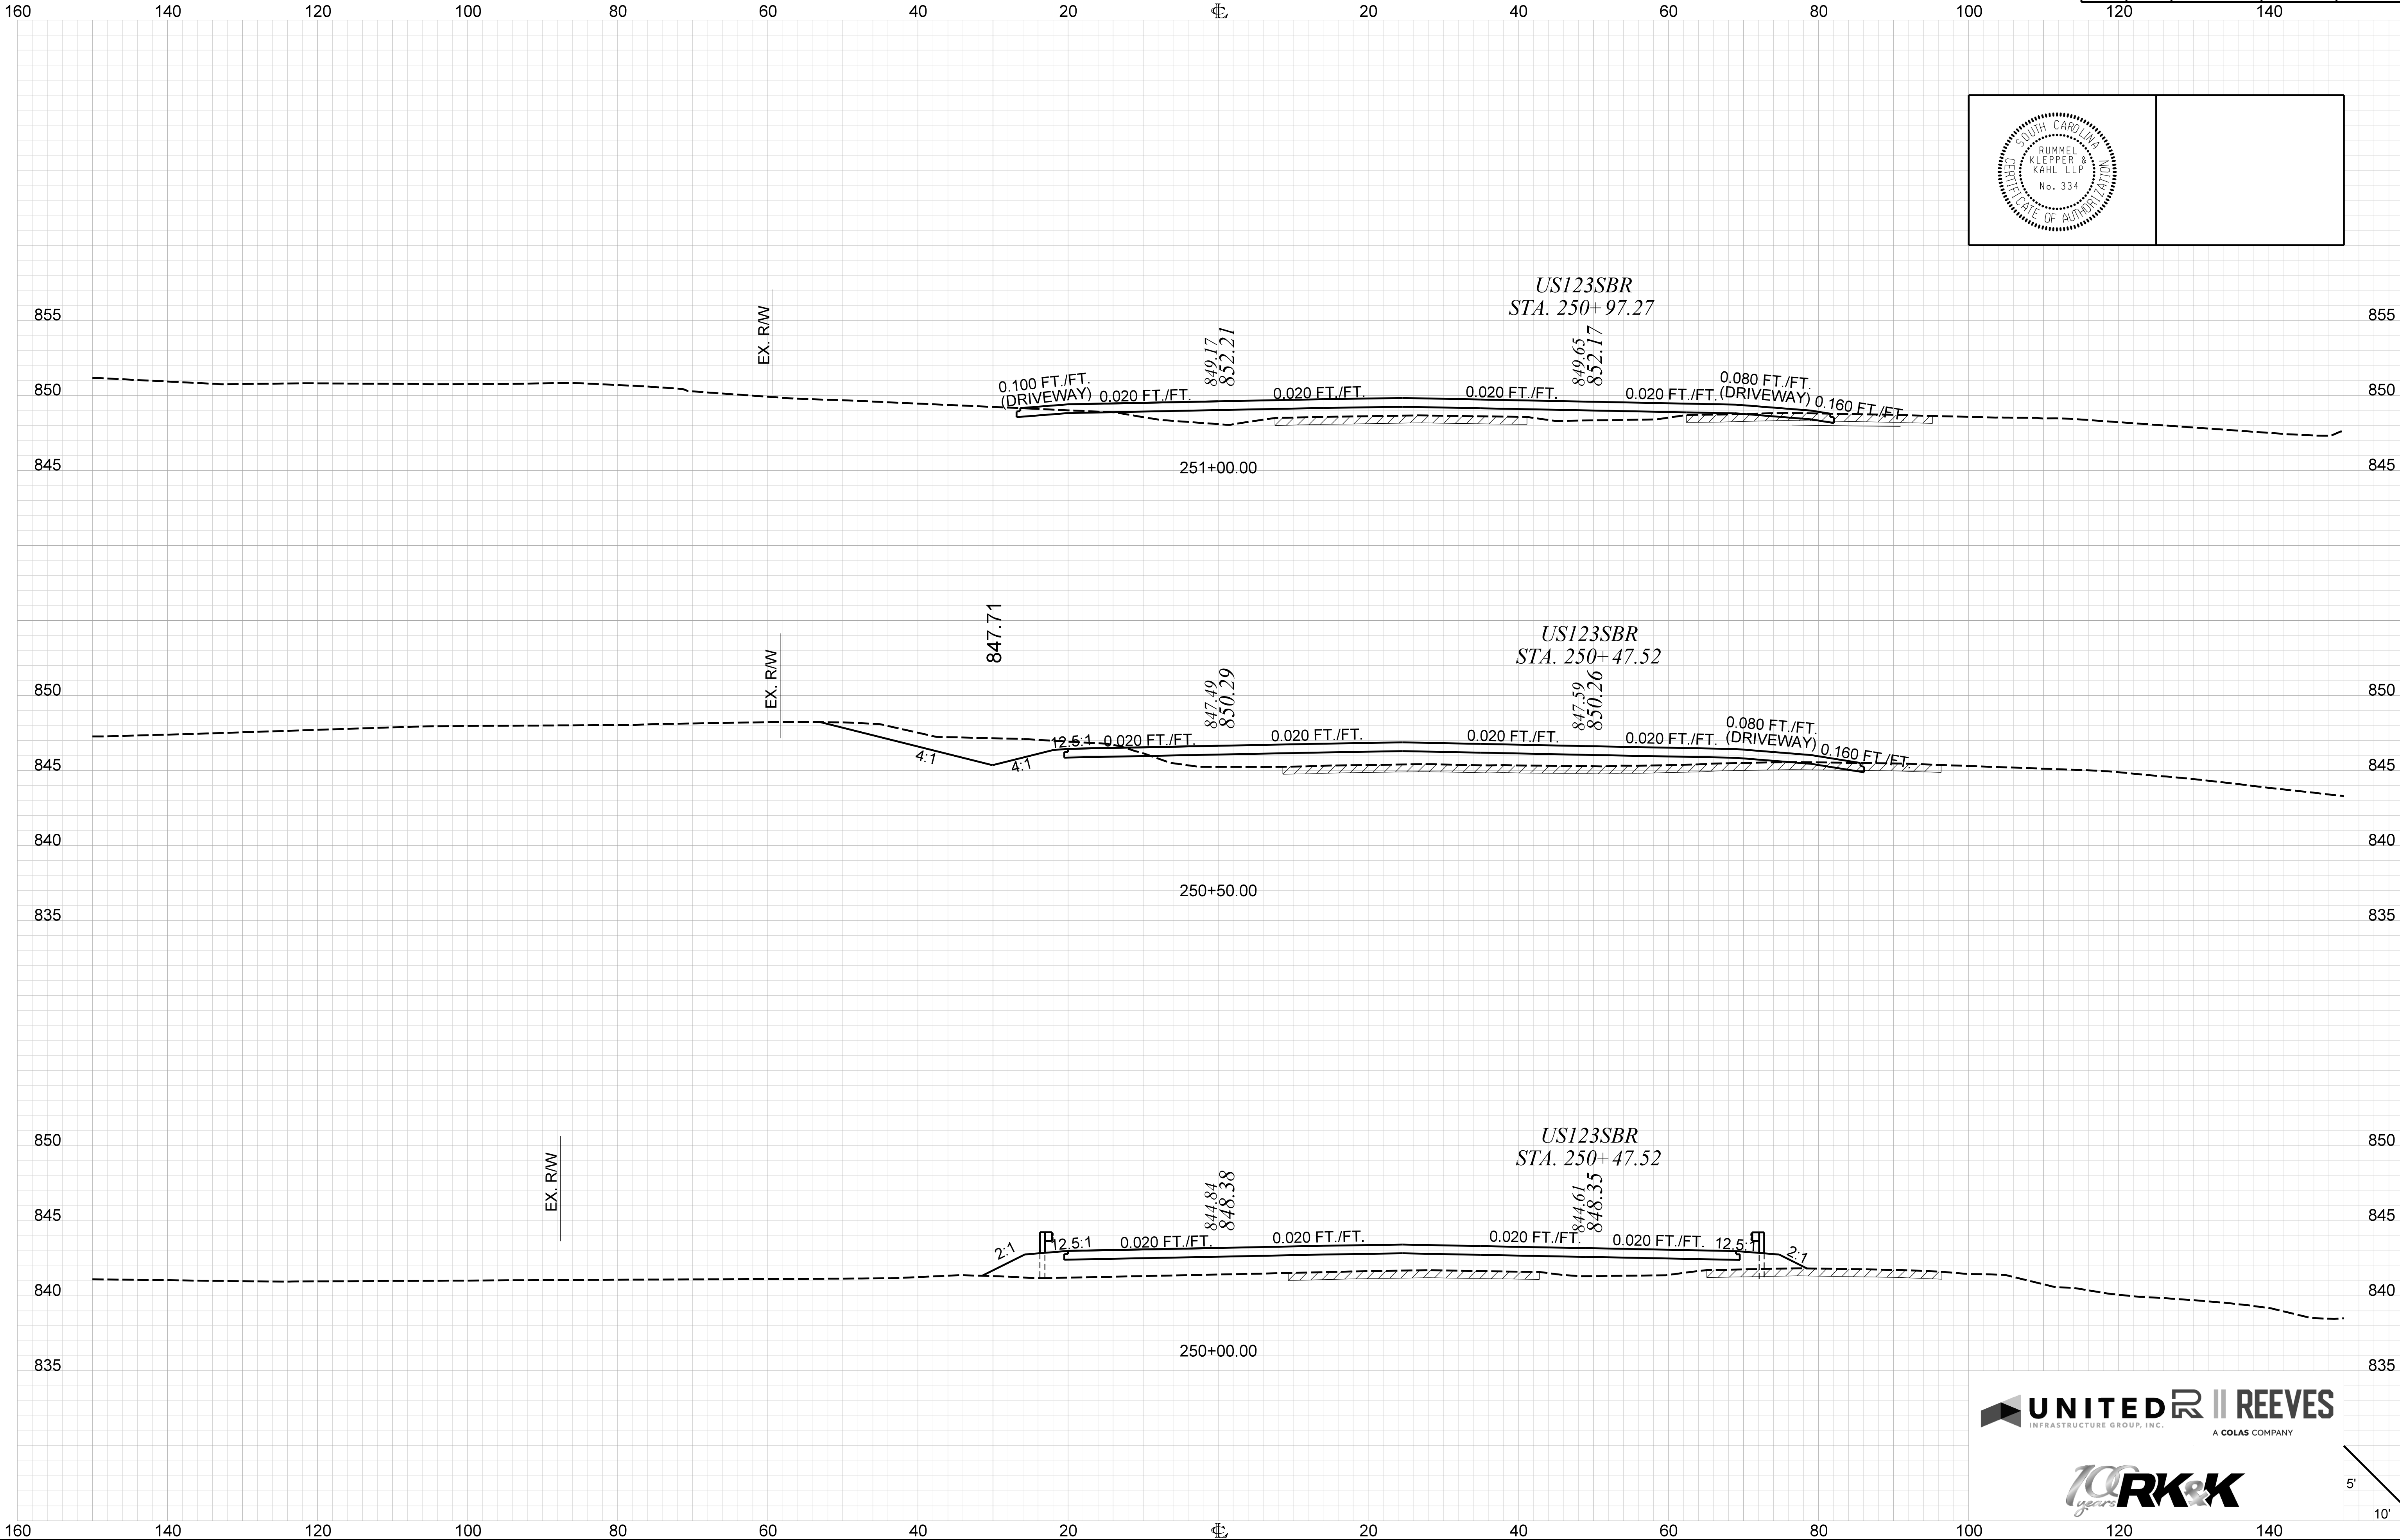 160 140 120 100 80 60 40 20 ℄ 20 40 60 80 100 120 140
SOUTH CAROLINA
RUMMEL
KLEPPER &
KAHL LLP
No. 334
CERTIFICATE OF AUTHORIZATION
US123SBR
STA. 250+97.27
855 855
EX. R/W
849.17
852.21
849.65
852.17
850 850
0.100 FT./FT.
(DRIVEWAY)
0.020 FT./FT.
0.020 FT./FT.
0.020 FT./FT.
0.020 FT./FT.
0.080 FT./FT.
(DRIVEWAY)
0.160 FT./FT.
845 845
251+00.00
847.71
US123SBR
STA. 250+47.52
EX. R/W
847.49
850.29
847.59
850.26
850 850
4:1
4:1
12.5:1
0.020 FT./FT.
0.020 FT./FT.
0.020 FT./FT.
0.020 FT./FT.
0.080 FT./FT.
(DRIVEWAY)
0.160 FT./FT.
845 845
840 840
250+50.00
835 835
US123SBR
STA. 250+47.52
850 850
EX. R/W
844.84
848.38
844.61
848.35
845 845
2:1
12.5:1
0.020 FT./FT.
0.020 FT./FT.
0.020 FT./FT.
0.020 FT./FT.
12.5:1
2:1
840 840
250+00.00
835 835
UNITED
INFRASTRUCTURE GROUP, INC.
R REEVES
A COLAS COMPANY
100 years
RK&K
5'
10'
160 140 120 100 80 60 40 20 ℄ 20 40 60 80 100 120 140